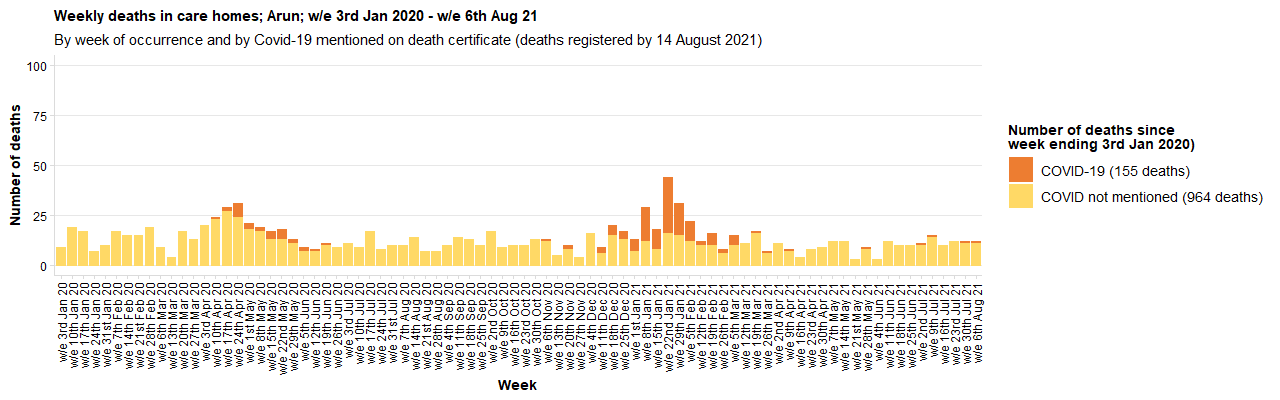 Weekly deaths in care homes; Arun; w/e 3rd Jan 2020 - w/e 6th Aug 21
By week of occurrence and by Covid-19 mentioned on death certificate (deaths registered by 14 August 2021)
100
75
50
25
0
Number of deaths
w/e 3rd Jan 20
w/e 10th Jan 20
w/e 17th Jan 20
w/e 24th Jan 20
w/e 31st Jan 20
w/e 7th Feb 20
w/e 14th Feb 20
w/e 21st Feb 20
w/e 28th Feb 20
w/e 6th Mar 20
w/e 13th Mar 20
w/e 20th Mar 20
w/e 27th Mar 20
w/e 3rd Apr 20
w/e 10th Apr 20
w/e 17th Apr 20
w/e 24th Apr 20
w/e 1st May 20
w/e 8th May 20
w/e 15th May 20
w/e 22nd May 20
w/e 29th May 20
w/e 5th Jun 20
w/e 12th Jun 20
w/e 19th Jun 20
w/e 26th Jun 20
w/e 3rd Jul 20
w/e 10th Jul 20
w/e 17th Jul 20
w/e 24th Jul 20
w/e 31st Jul 20
w/e 7th Aug 20
w/e 14th Aug 20
w/e 21st Aug 20
w/e 28th Aug 20
w/e 4th Sep 20
w/e 11th Sep 20
w/e 18th Sep 20
w/e 25th Sep 20
w/e 2nd Oct 20
w/e 9th Oct 20
w/e 16th Oct 20
w/e 23rd Oct 20
w/e 30th Oct 20
w/e 6th Nov 20
w/e 13th Nov 20
w/e 20th Nov 20
w/e 27th Nov 20
w/e 4th Dec 20
w/e 11th Dec 20
w/e 18th Dec 20
w/e 25th Dec 20
w/e 1st Jan 21
w/e 8th Jan 21
w/e 15th Jan 21
w/e 22nd Jan 21
w/e 29th Jan 21
w/e 5th Feb 21
w/e 12th Feb 21
w/e 19th Feb 21
w/e 26th Feb 21
w/e 5th Mar 21
w/e 12th Mar 21
w/e 19th Mar 21
w/e 26th Mar 21
w/e 2nd Apr 21
w/e 9th Apr 21
w/e 16th Apr 21
w/e 23rd Apr 21
w/e 30th Apr 21
w/e 7th May 21
w/e 14th May 21
w/e 21st May 21
w/e 28th May 21
w/e 4th Jun 21
w/e 11th Jun 21
w/e 18th Jun 21
w/e 25th Jun 21
w/e 2nd Jul 21
w/e 9th Jul 21
w/e 16th Jul 21
w/e 23rd Jul 21
w/e 30th Jul 21
w/e 6th Aug 21
Week
Number of deaths since
week ending 3rd Jan 2020)
COVID-19 (155 deaths)
COVID not mentioned (964 deaths)